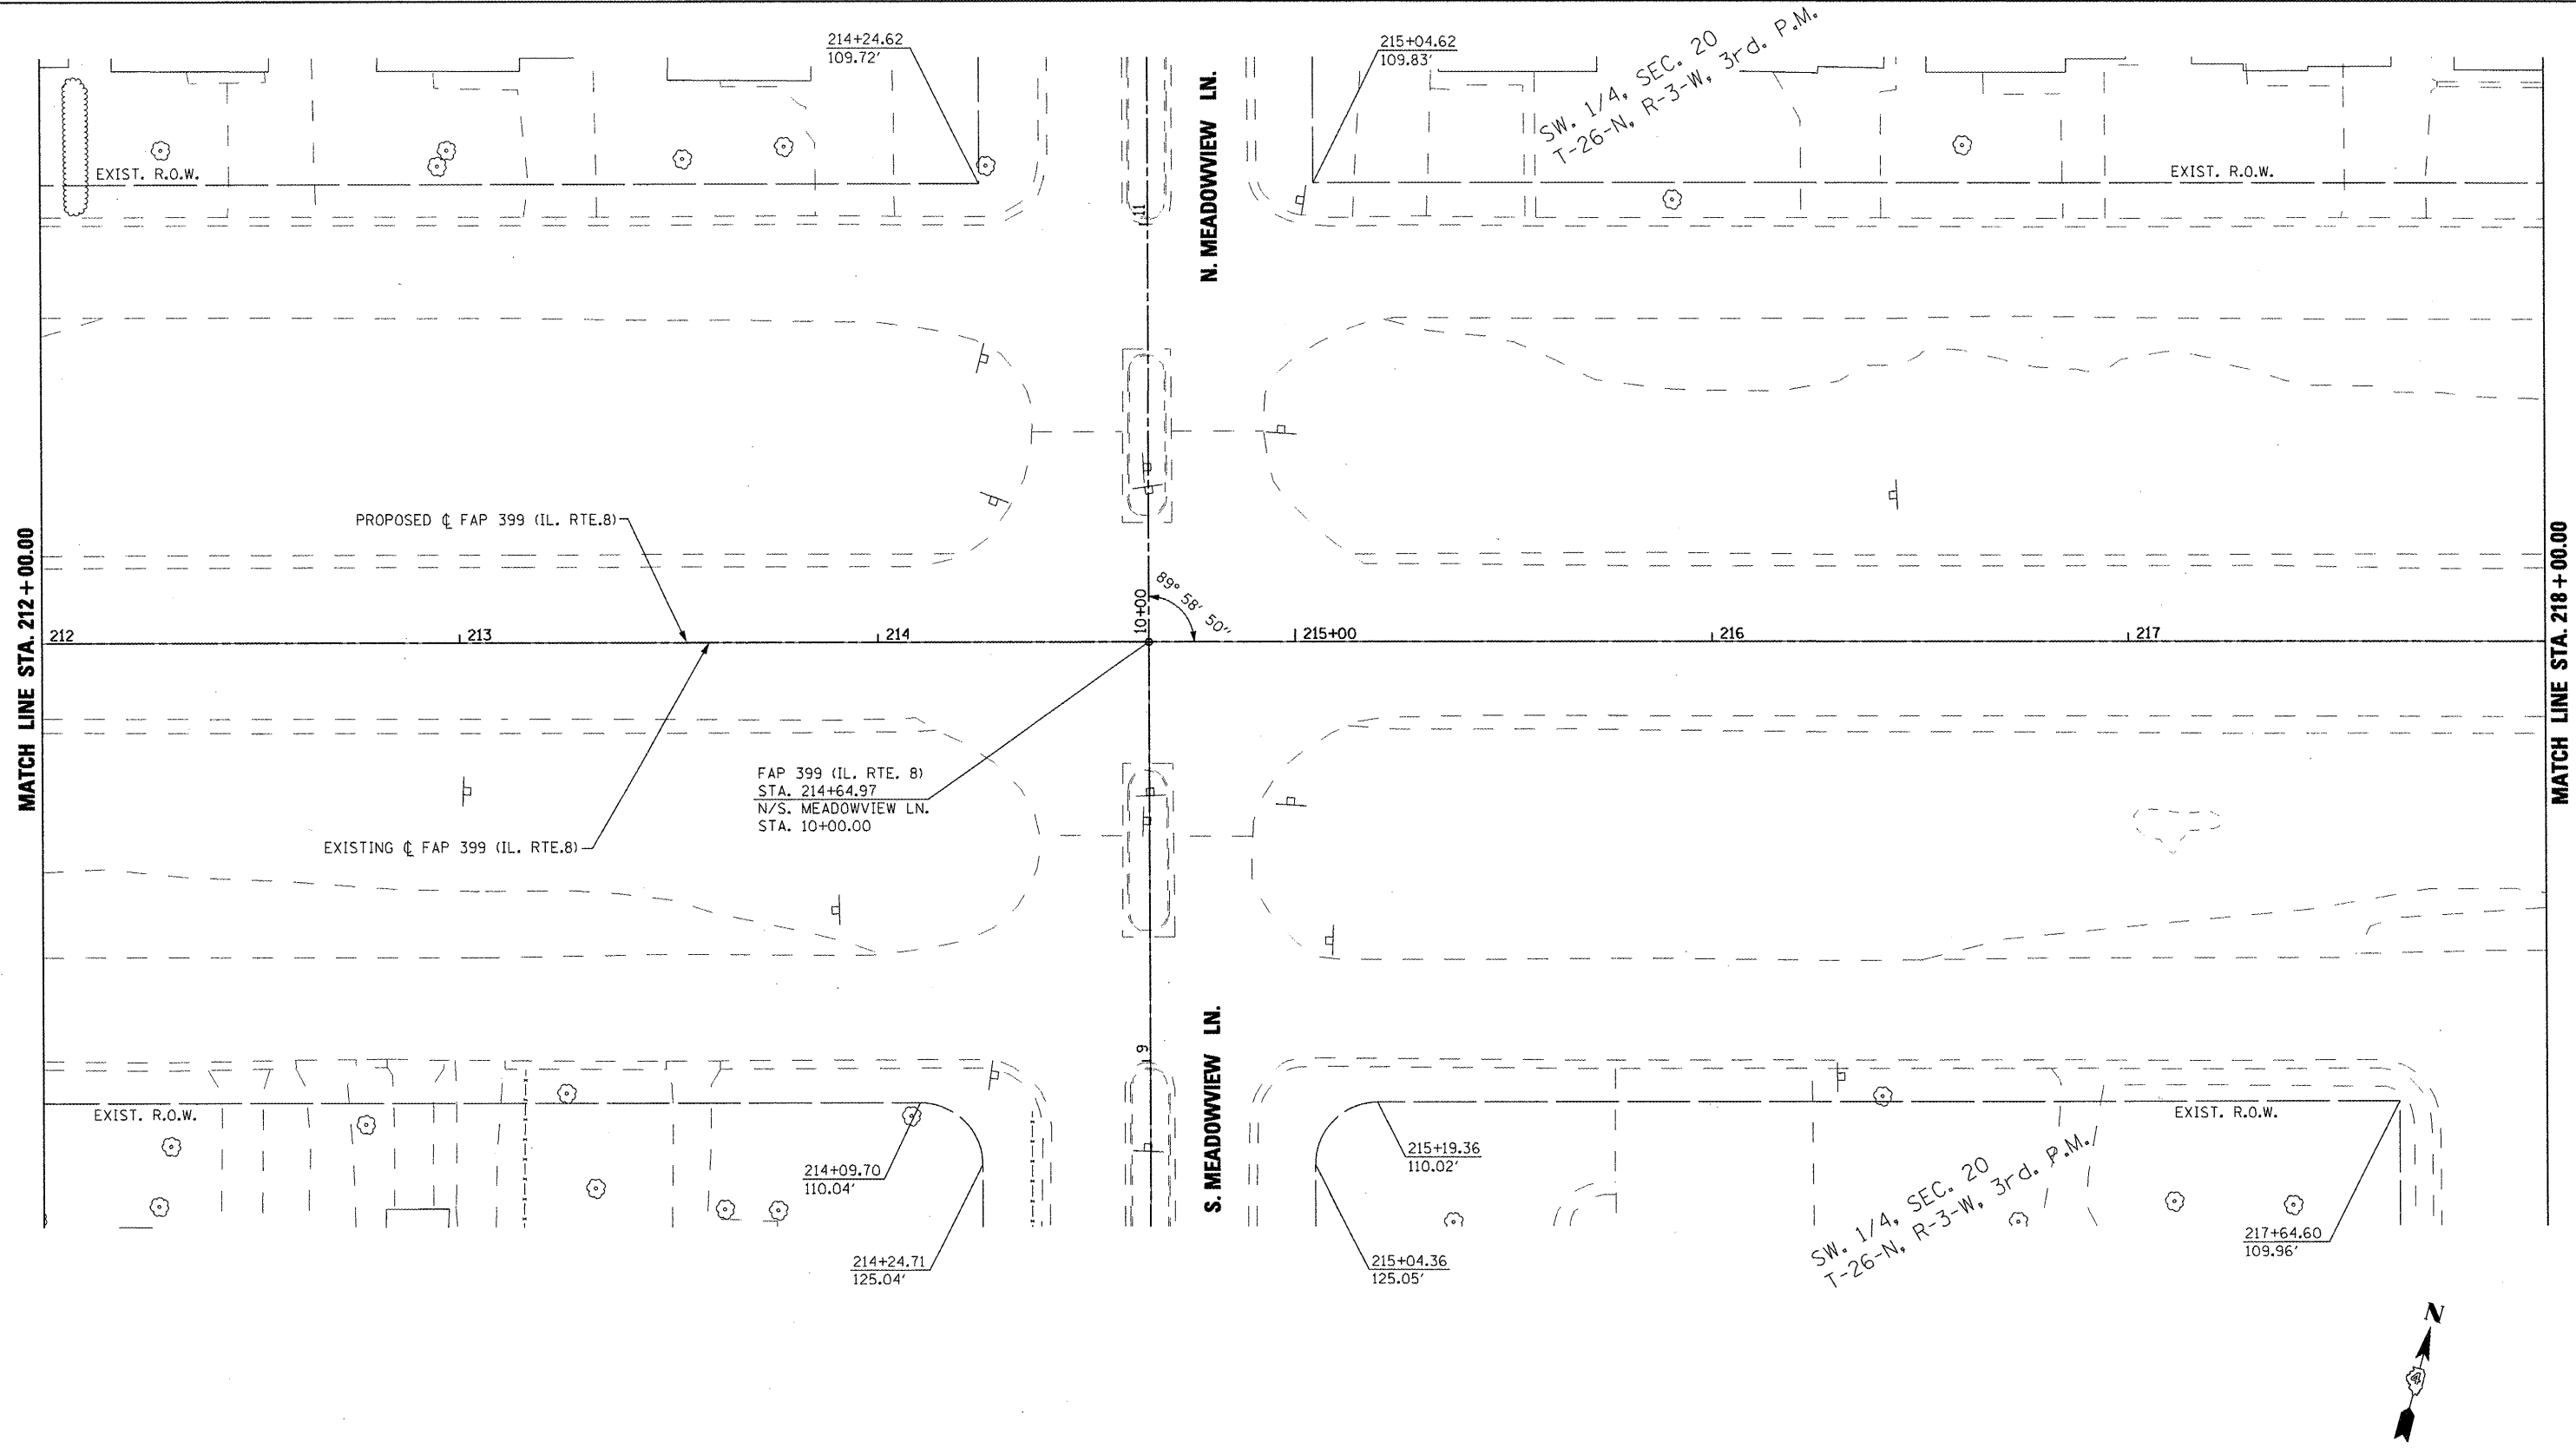 214+24.62
109.72'
215+04.62
109.83'
SW. 1/4, SEC. 20
T-26-N, R-3-W, 3rd. P.M.
N. MEADOWVIEW LN.
EXIST. R.O.W.
EXIST. R.O.W.
11
PROPOSED ℄ FAP 399 (IL. RTE.8)
MATCH LINE STA. 212+00.00
MATCH LINE STA. 218+00.00
10+00
89° 58' 50"
212
213
214
215+00
216
217
FAP 399 (IL. RTE. 8)
STA. 214+64.97
N/S. MEADOWVIEW LN.
STA. 10+00.00
EXISTING ℄ FAP 399 (IL. RTE.8)
9
S. MEADOWVIEW LN.
EXIST. R.O.W.
EXIST. R.O.W.
214+09.70
110.04'
215+19.36
110.02'
SW. 1/4, SEC. 20
T-26-N, R-3-W, 3rd. P.M.
214+24.71
125.04'
215+04.36
125.05'
217+64.60
109.96'
N